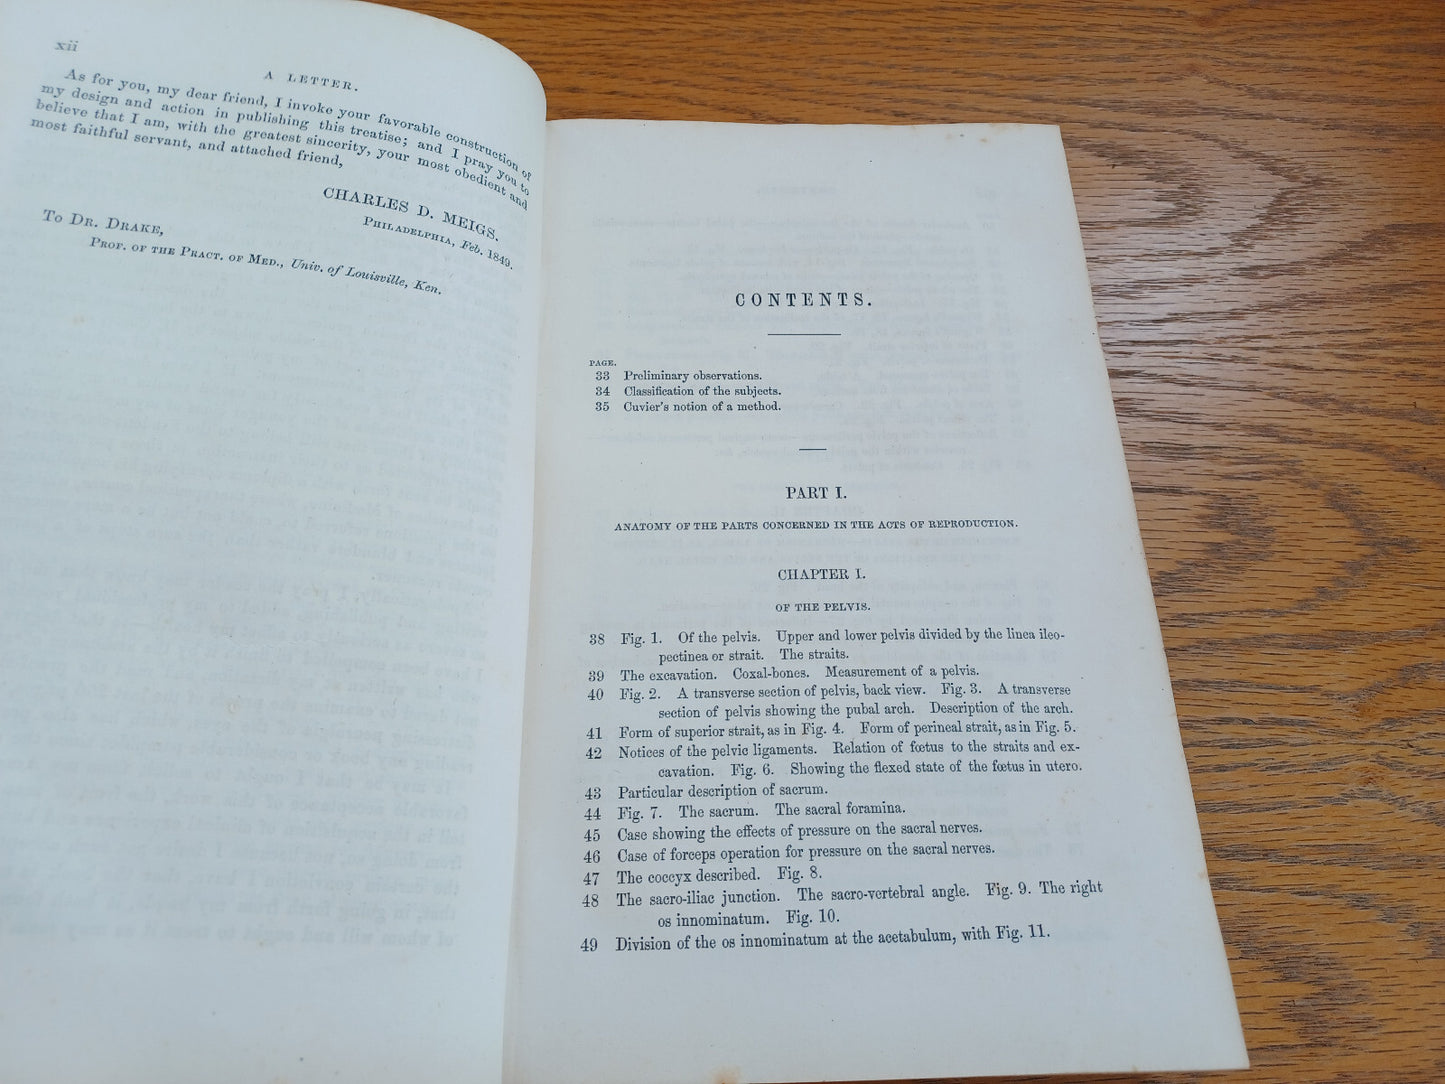 xii
A LETTER.
As for you, my dear friend, I invoke your favorable construction of
my design and action in publishing this treatise; and I pray you to
believe that I am, with the greatest sincerity, your most obedient and
most faithful servant, and attached friend,
CHARLES D. MEIGS.
PHILADELPHIA, Feb. 1849.
To DR. DRAKE,
PROF. OF THE PRACT. OF MED., Univ. of Louisville, Ken.
CONTENTS.
PAGE.
33 Preliminary observations.
34 Classification of the subjects.
35 Cuvier's notion of a method.
PART I.
ANATOMY OF THE PARTS CONCERNED IN THE ACTS OF REPRODUCTION.
CHAPTER I.
OF THE PELVIS.
38 Fig. 1. Of the pelvis. Upper and lower pelvis divided by the linea ileo-
pectinea or strait. The straits.
39 The excavation. Coxal-bones. Measurement of a pelvis.
40 Fig. 2. A transverse section of pelvis, back view. Fig. 3. A transverse
section of pelvis showing the pubal arch. Description of the arch.
41 Form of superior strait, as in Fig. 4. Form of perineal strait, as in Fig. 5.
42 Notices of the pelvic ligaments. Relation of fœtus to the straits and ex-
cavation. Fig. 6. Showing the flexed state of the fœtus in utero.
43 Particular description of sacrum.
44 Fig. 7. The sacrum. The sacral foramina.
45 Case showing the effects of pressure on the sacral nerves.
46 Case of forceps operation for pressure on the sacral nerves.
47 The coccyx described. Fig. 8.
48 The sacro-iliac junction. The sacro-vertebral angle. Fig. 9. The right
os innominatum. Fig. 10.
49 Division of the os innominatum at the acetabulum, with Fig. 11.